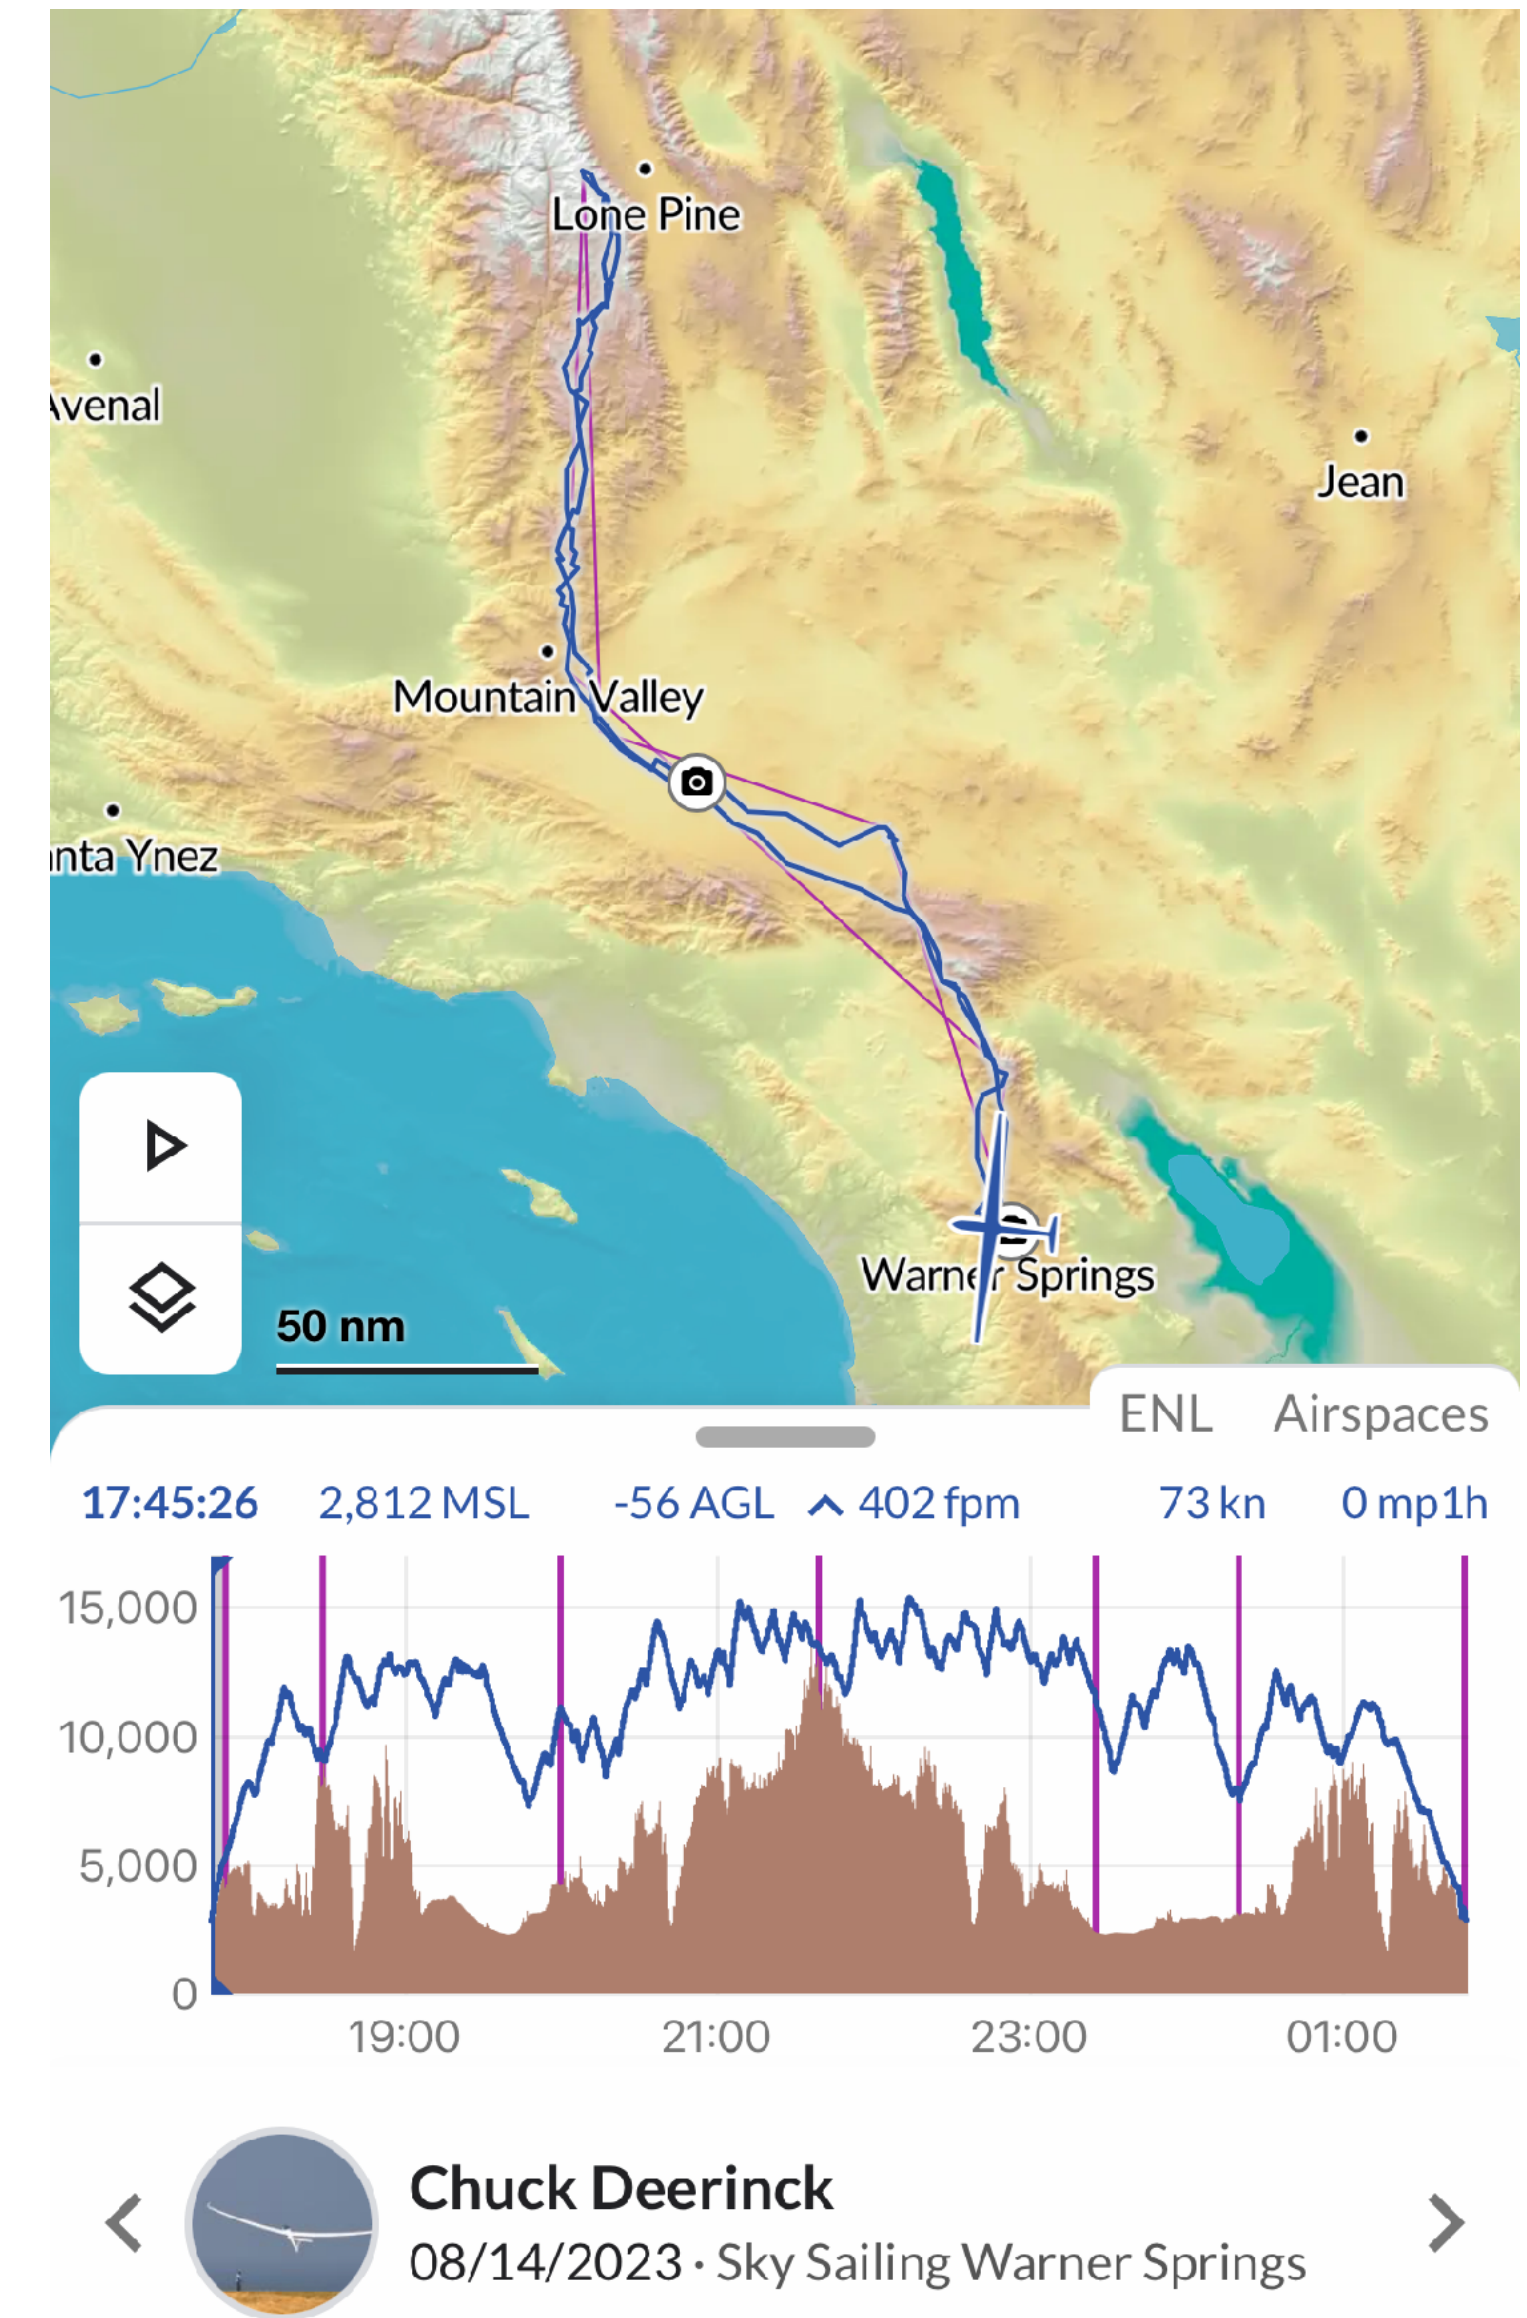 Lone Pine
Avenal
Jean
Mountain Valley
nta Ynez
Warner Springs
50 nm
ENL Airspaces
17:45:26 2,812 MSL -56 AGL 402 fpm 73 kn 0 mp1h
15,000
10,000
5,000
0
19:00 21:00 23:00 01:00
Chuck Deerinck
08/14/2023 · Sky Sailing Warner Springs